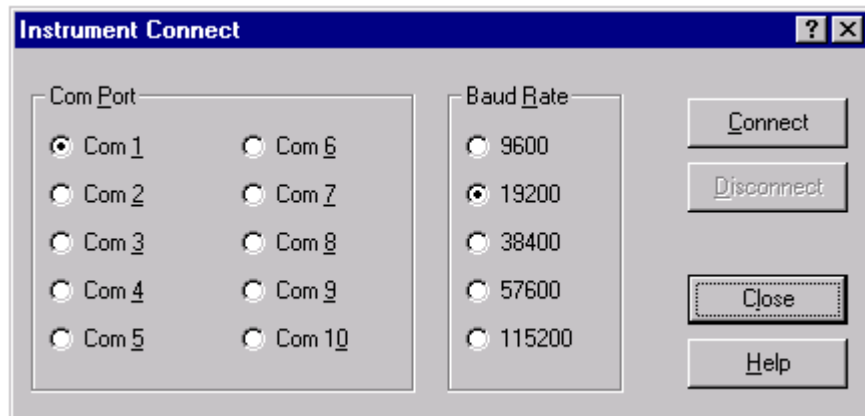 Instrument Connect
Com Port
Com 1
Com 2
Com 3
Com 4
Com 5
Com 6
Com 7
Com 8
Com 9
Com 10
Baud Rate
9600
19200
38400
57600
115200
Connect
Disconnect
Close
Help